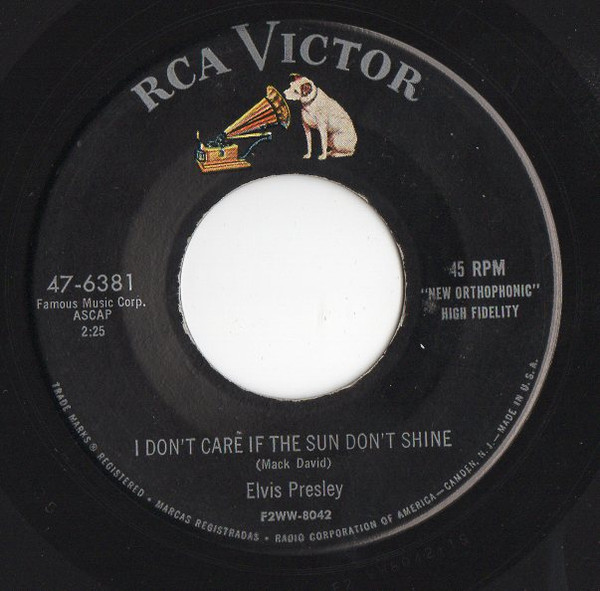 RCA VICTOR
47-6381
Famous Music Corp.
ASCAP
2:25
45 RPM
"NEW ORTHOPHONIC"
HIGH FIDELITY
I DON'T CARE IF THE SUN DON'T SHINE
(Mack David)
Elvis Presley
F2WW-8042
TRADE MARKS ® REGISTERED • MARCAS REGISTRADAS • RADIO CORPORATION OF AMERICA—CAMDEN, N. J.—MADE IN U.S.A.